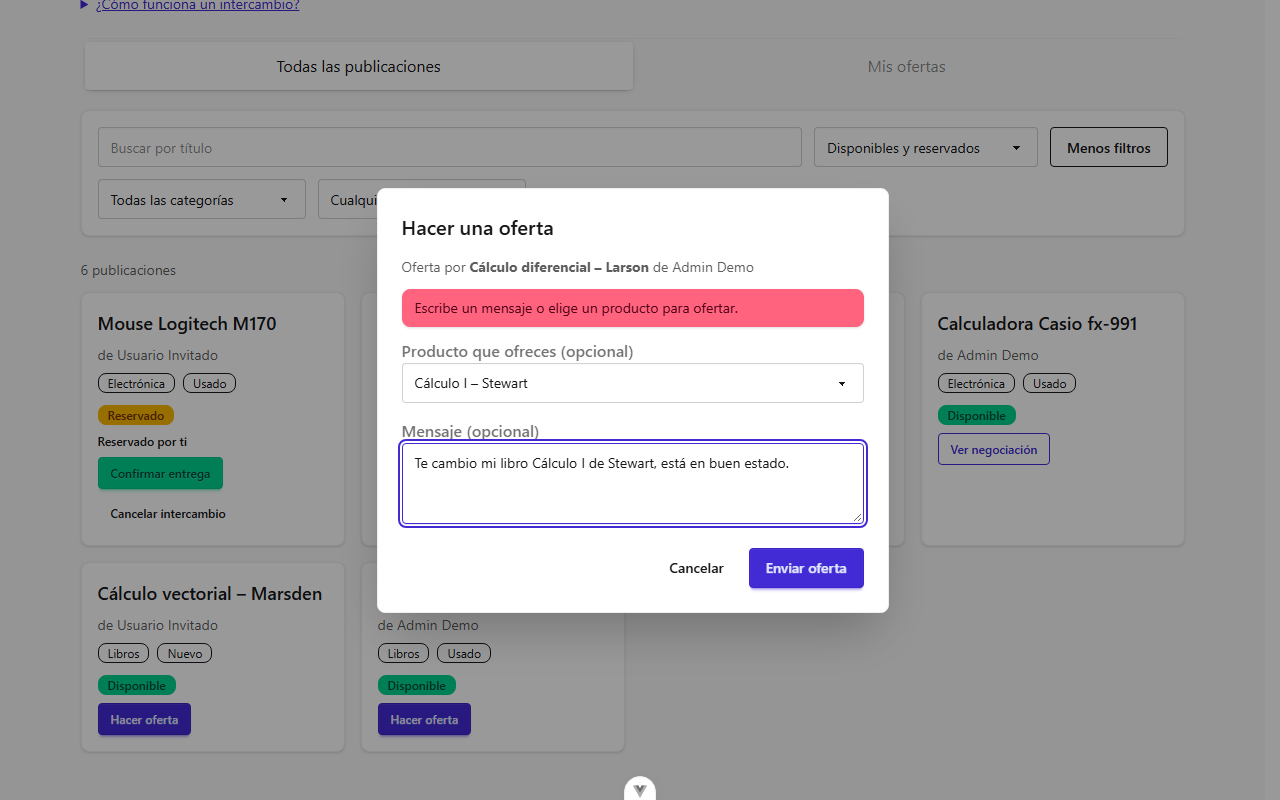 ¿Cómo funciona un intercambio?
Todas las publicaciones
Mis ofertas
Buscar por título
Disponibles y reservados
Menos filtros
Todas las categorías
Cualqui
6 publicaciones
Hacer una oferta
Oferta por Cálculo diferencial – Larson de Admin Demo
Escribe un mensaje o elige un producto para ofertar.
Producto que ofreces (opcional)
Cálculo I – Stewart
Mensaje (opcional)
Te cambio mi libro Cálculo I de Stewart, está en buen estado.
Cancelar
Enviar oferta
Mouse Logitech M170
de Usuario Invitado
Electrónica
Usado
Reservado
Reservado por ti
Confirmar entrega
Cancelar intercambio
Calculadora Casio fx-991
de Admin Demo
Electrónica
Usado
Disponible
Ver negociación
Cálculo vectorial – Marsden
de Usuario Invitado
Libros
Nuevo
Disponible
Hacer oferta
de Admin Demo
Libros
Usado
Disponible
Hacer oferta